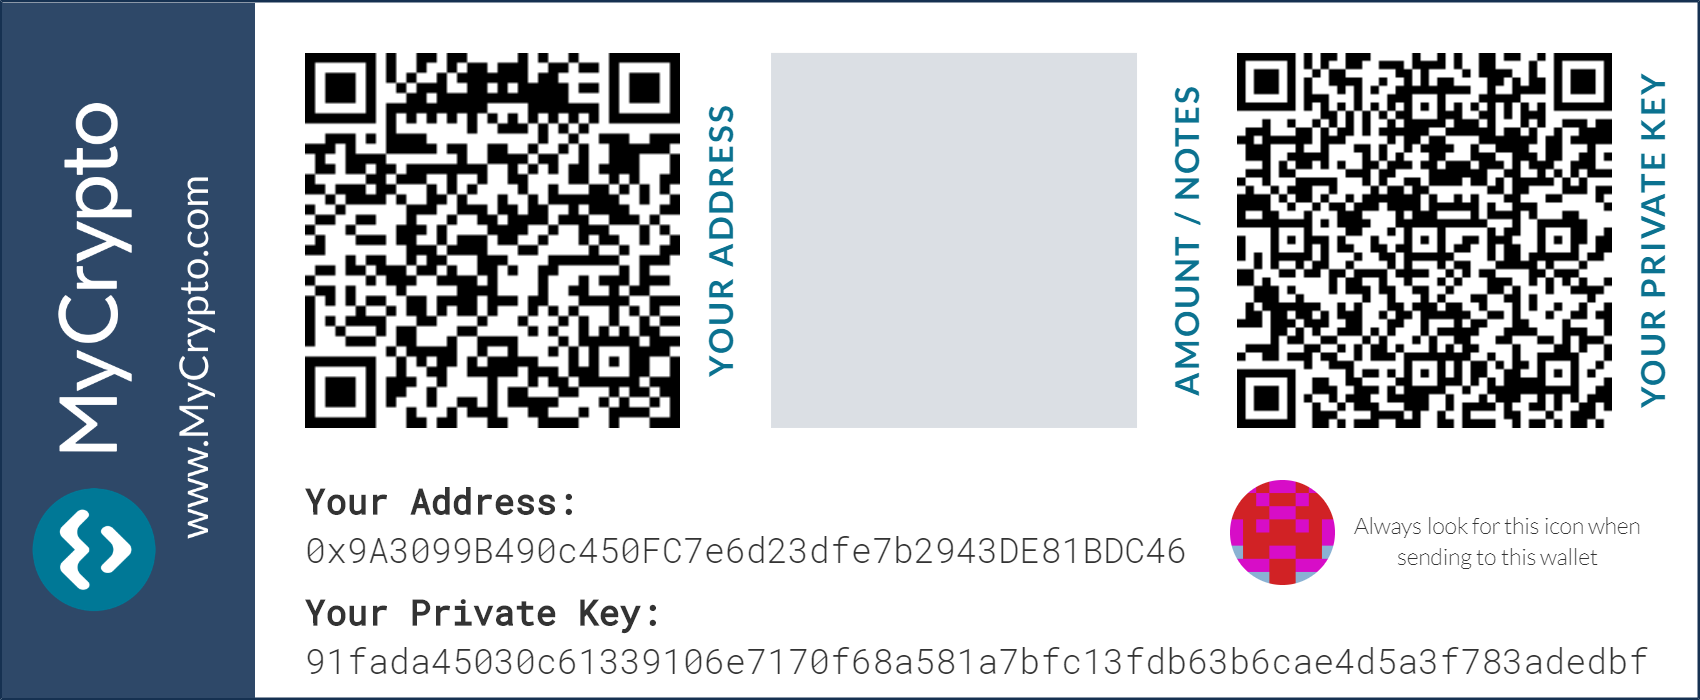 MyCrypto
www.MyCrypto.com
YOUR ADDRESS
AMOUNT / NOTES
YOUR PRIVATE KEY
Your Address:
0x9A3099B490c450FC7e6d23dfe7b2943DE81BDC46
Always look for this icon when
sending to this wallet
Your Private Key:
91fada45030c61339106e7170f68a581a7bfc13fdb63b6cae4d5a3f783adedbf